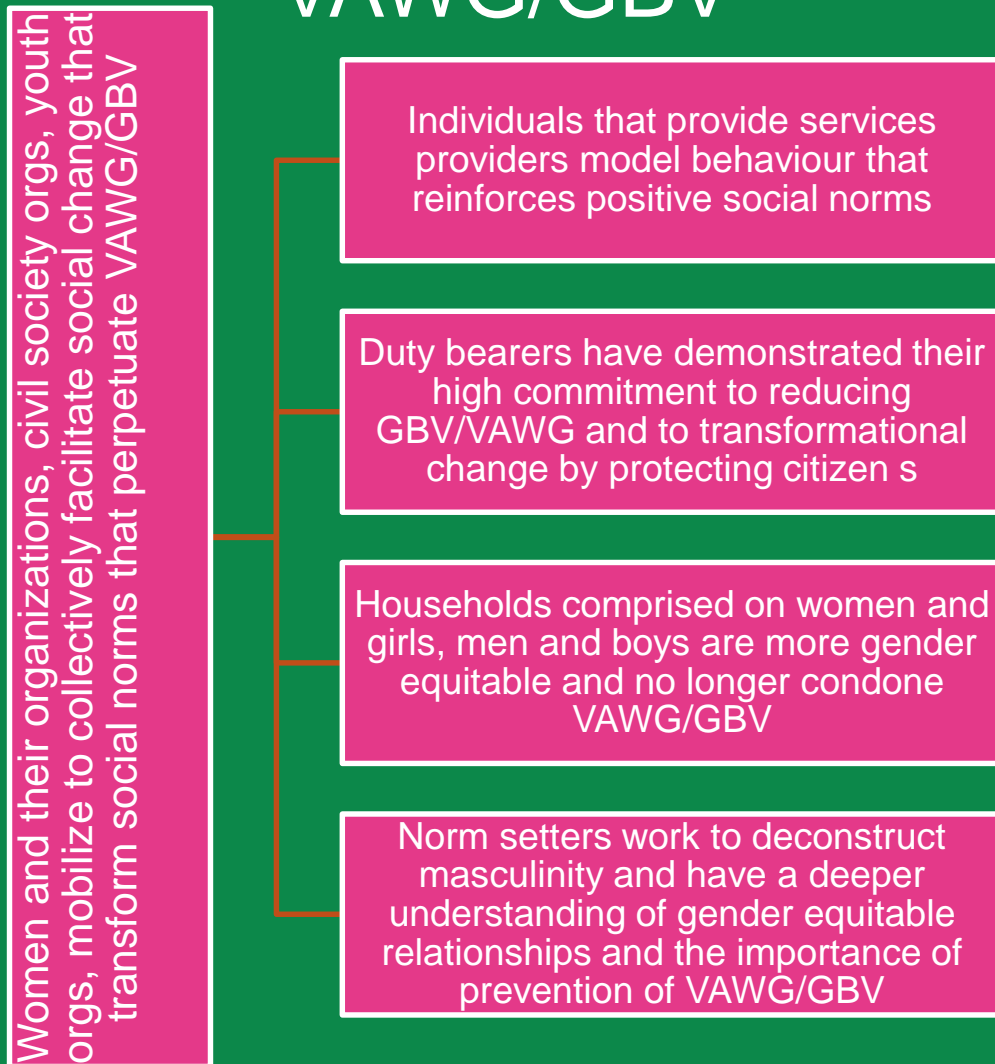 VAWG/GBV
Women and their organizations, civil society orgs, youth
orgs, mobilize to collectively facilitate social change that
transform social norms that perpetuate VAWG/GBV
Individuals that provide services
providers model behaviour that
reinforces positive social norms
Duty bearers have demonstrated their
high commitment to reducing
GBV/VAWG and to transformational
change by protecting citizen s
Households comprised on women and
girls, men and boys are more gender
equitable and no longer condone
VAWG/GBV
Norm setters work to deconstruct
masculinity and have a deeper
understanding of gender equitable
relationships and the importance of
prevention of VAWG/GBV